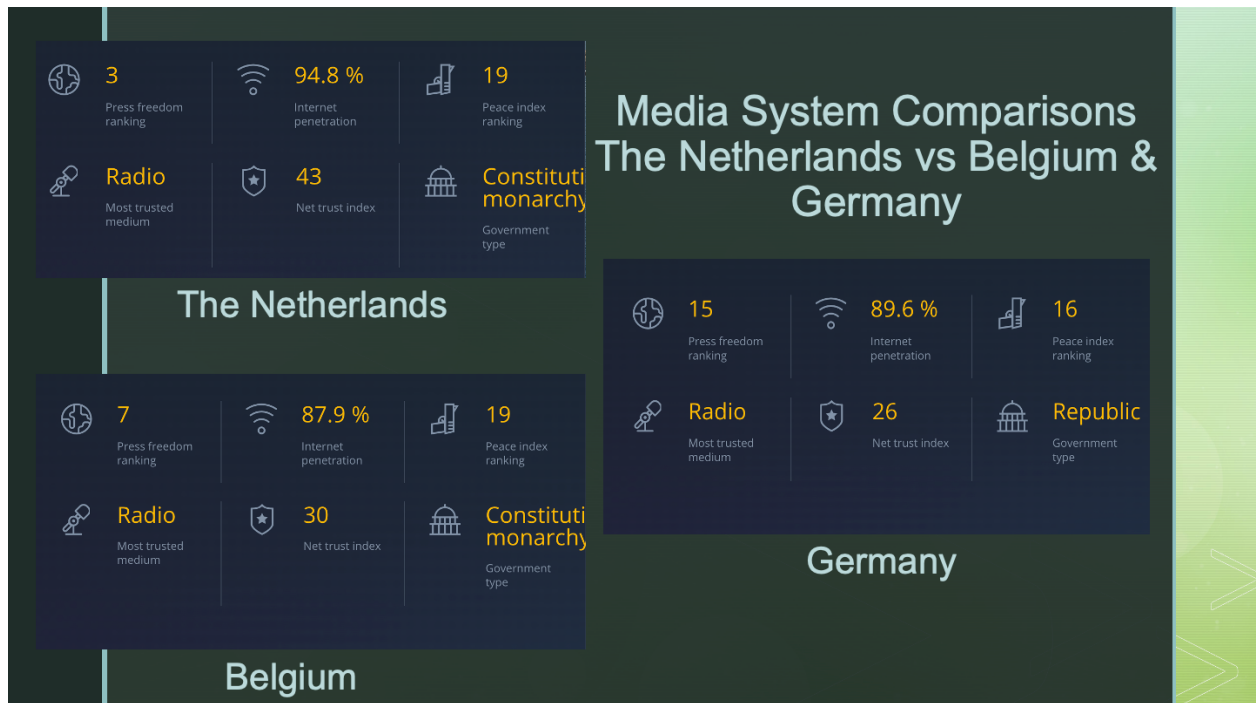 Media System Comparisons
The Netherlands vs Belgium &
Germany
3
Press freedom
ranking
94.8 %
Internet
penetration
19
Peace index
ranking
Radio
Most trusted
medium
43
Net trust index
Constituti
monarchy
Government
type
The Netherlands
7
Press freedom
ranking
87.9 %
Internet
penetration
19
Peace index
ranking
Radio
Most trusted
medium
30
Net trust index
Constituti
monarchy
Government
type
Belgium
15
Press freedom
ranking
89.6 %
Internet
penetration
16
Peace index
ranking
Radio
Most trusted
medium
26
Net trust index
Republic
Government
type
Germany